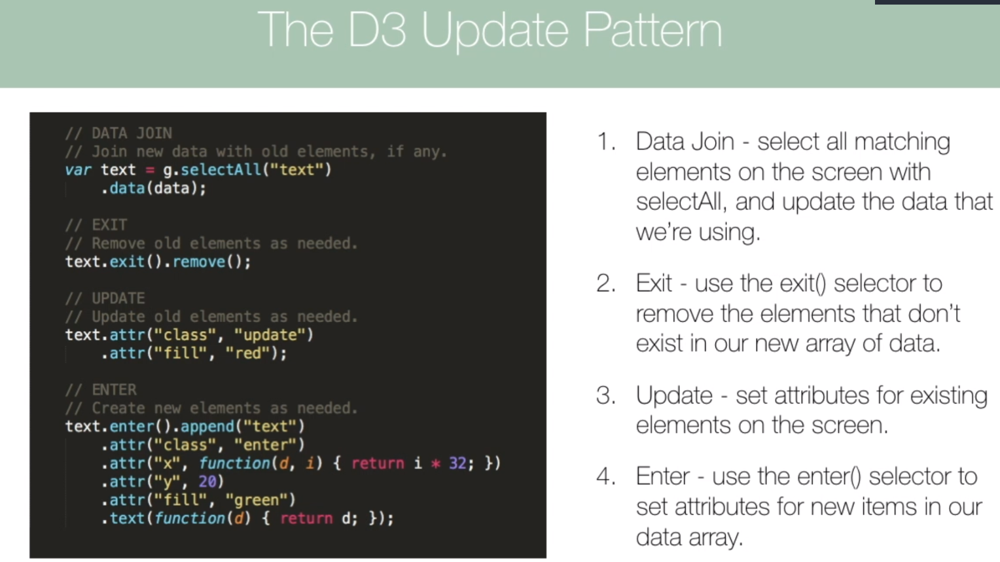 The D3 Update Pattern
// DATA JOIN
// Join new data with old elements, if any.
var text = g.selectAll("text")
.data(data);
// EXIT
// Remove old elements as needed.
text.exit().remove();
// UPDATE
// Update old elements as needed.
text.attr("class", "update")
.attr("fill", "red");
// ENTER
// Create new elements as needed.
text.enter().append("text")
.attr("class", "enter")
.attr("x", function(d, i) { return i * 32; })
.attr("y", 20)
.attr("fill", "green")
.text(function(d) { return d; });
1. Data Join - select all matching
elements on the screen with
selectAll, and update the data that
we're using.
2. Exit - use the exit() selector to
remove the elements that don't
exist in our new array of data.
3. Update - set attributes for existing
elements on the screen.
4. Enter - use the enter() selector to
set attributes for new items in our
data array.